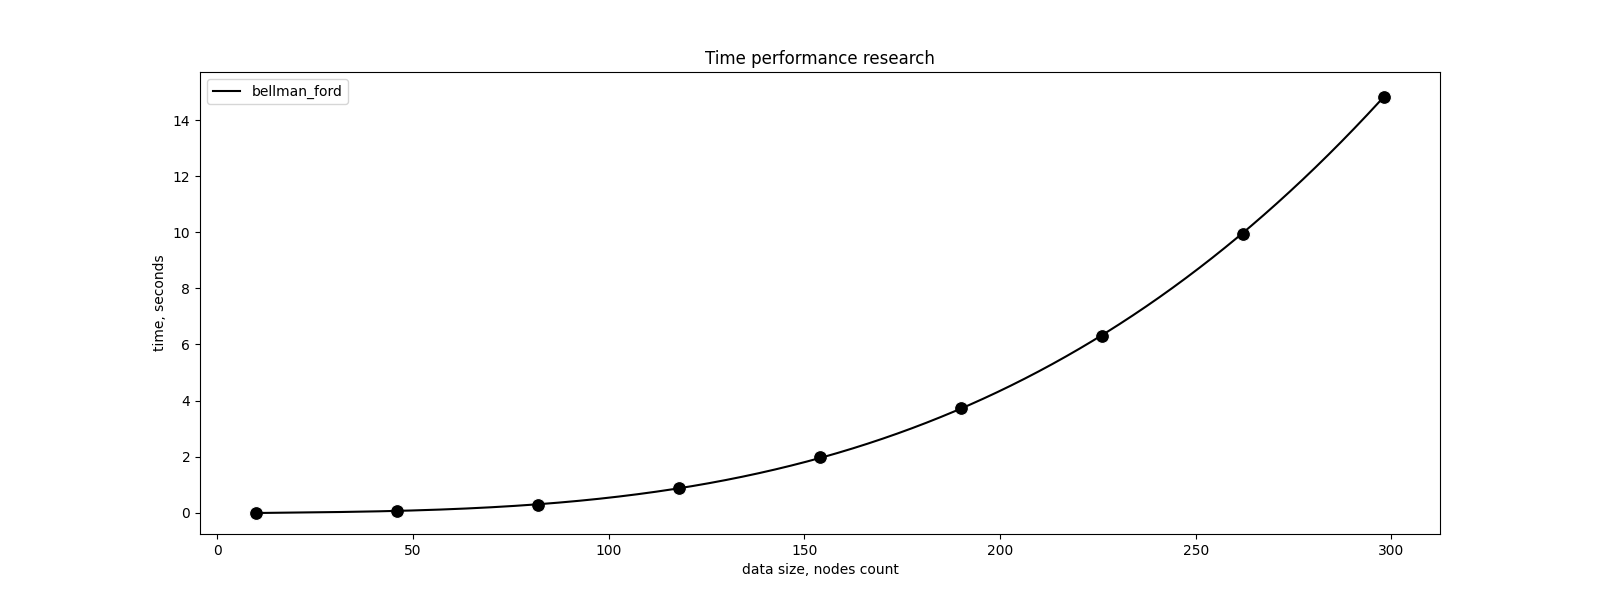 Time performance research
bellman_ford
14
12
10
8
6
4
2
0
time, seconds
0 50 100 150 200 250 300
data size, nodes count